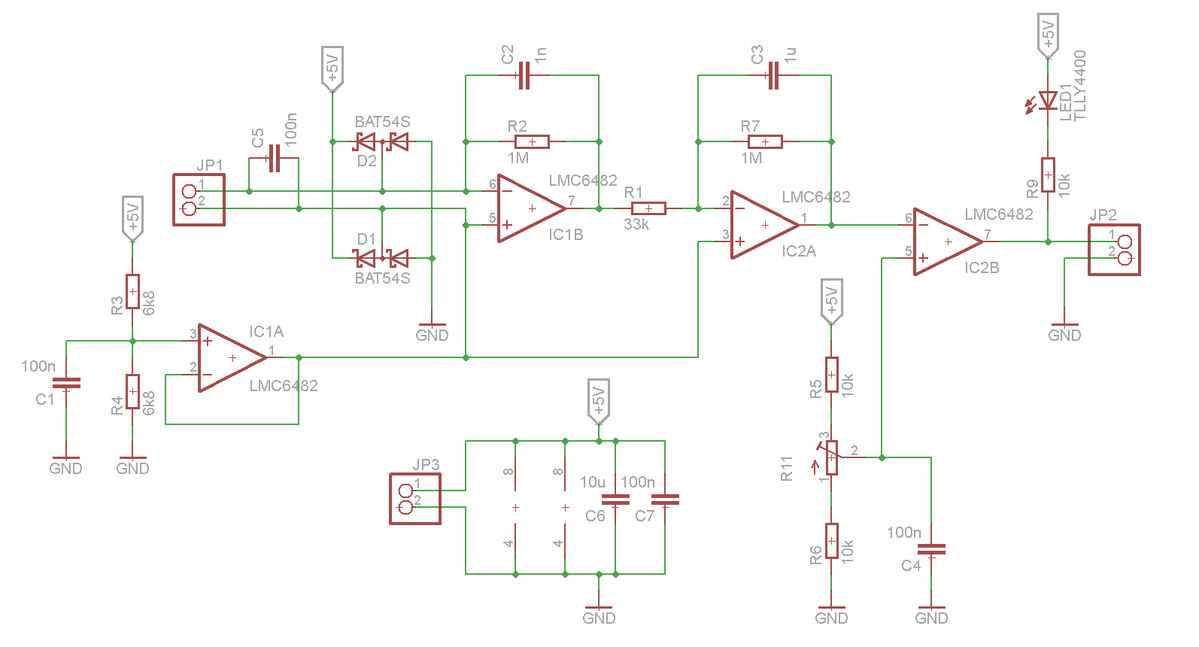 +5V
C2
1n
C3
1u
+5V
LED1
TLLY4400
+5V
C5
100n
BAT54S
D2
R2
1M
R7
1M
JP1
1
2
LMC6482
6
7
5
IC1B
R1
33k
LMC6482
2
1
3
IC2A
R9
10k
LMC6482
6
7
5
IC2B
JP2
1
2
+5V
D1
BAT54S
R3
6k8
GND
GND
+5V
IC1A
3
1
2
LMC6482
100n
C1
R4
6k8
R5
10k
+5V
GND
GND
JP3
1
2
8
8
10u
100n
C6
C7
4
4
GND
R11
3
2
1
R6
10k
100n
C4
GND
GND